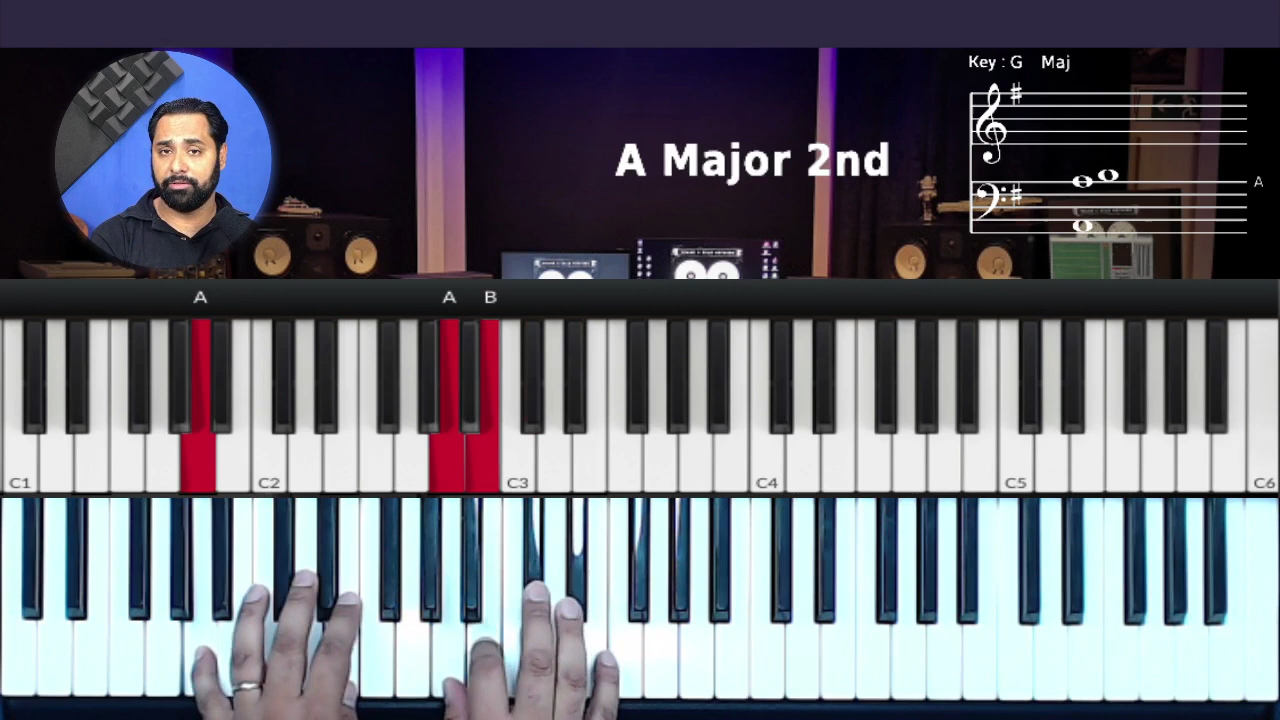 Key : G Maj
A Major 2nd
A
A A B
C1 C2 C3 C4 C5 C6